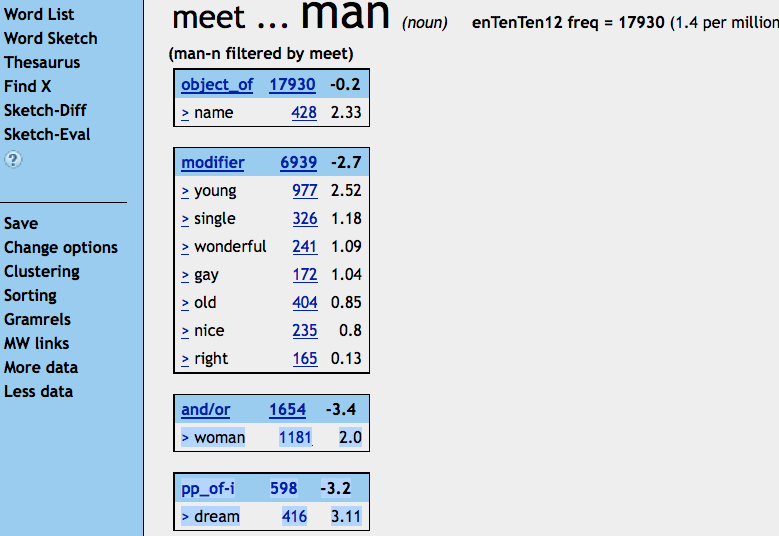 Word List
Word Sketch
Thesaurus
Find X
Sketch-Diff
Sketch-Eval
?
Save
Change options
Clustering
Sorting
Gramrels
MW links
More data
Less data
meet ... man (noun) enTenTen12 freq = 17930 (1.4 per million
(man-n filtered by meet)
object_of 17930 -0.2
> name 428 2.33
modifier 6939 -2.7
> young 977 2.52
> single 326 1.18
> wonderful 241 1.09
> gay 172 1.04
> old 404 0.85
> nice 235 0.8
> right 165 0.13
and/or 1654 -3.4
> woman 1181 2.0
pp_of-i 598 -3.2
> dream 416 3.11